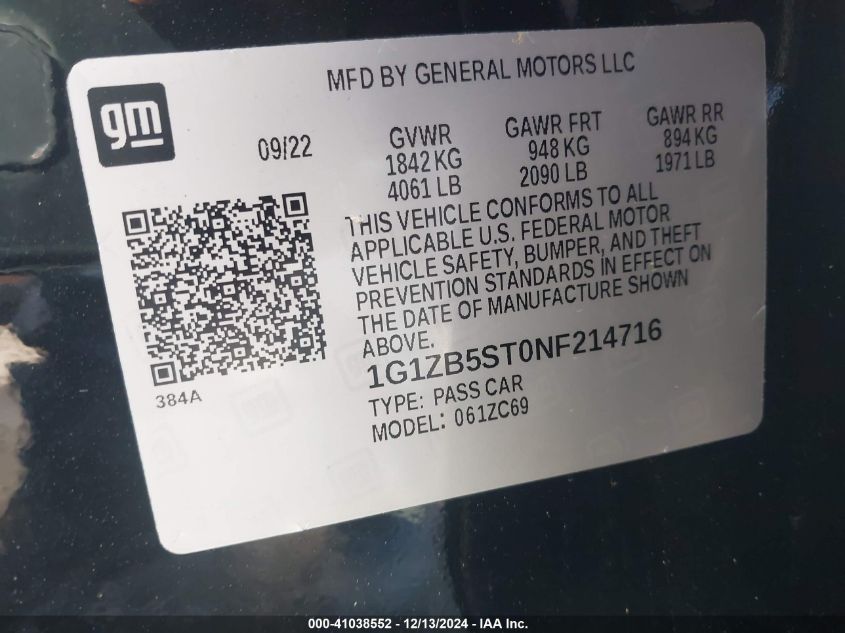 MFD BY GENERAL MOTORS LLC
gm
09/22
GVWR
1842 KG
4061 LB
GAWR FRT
948 KG
2090 LB
GAWR RR
894 KG
1971 LB
THIS VEHICLE CONFORMS TO ALL
APPLICABLE U.S. FEDERAL MOTOR
VEHICLE SAFETY, BUMPER, AND THEFT
PREVENTION STANDARDS IN EFFECT ON
THE DATE OF MANUFACTURE SHOWN
ABOVE.
1G1ZB5ST0NF214716
TYPE: PASS CAR
MODEL: 061ZC69
384A
000-41038552 - 12/13/2024 - IAA Inc.